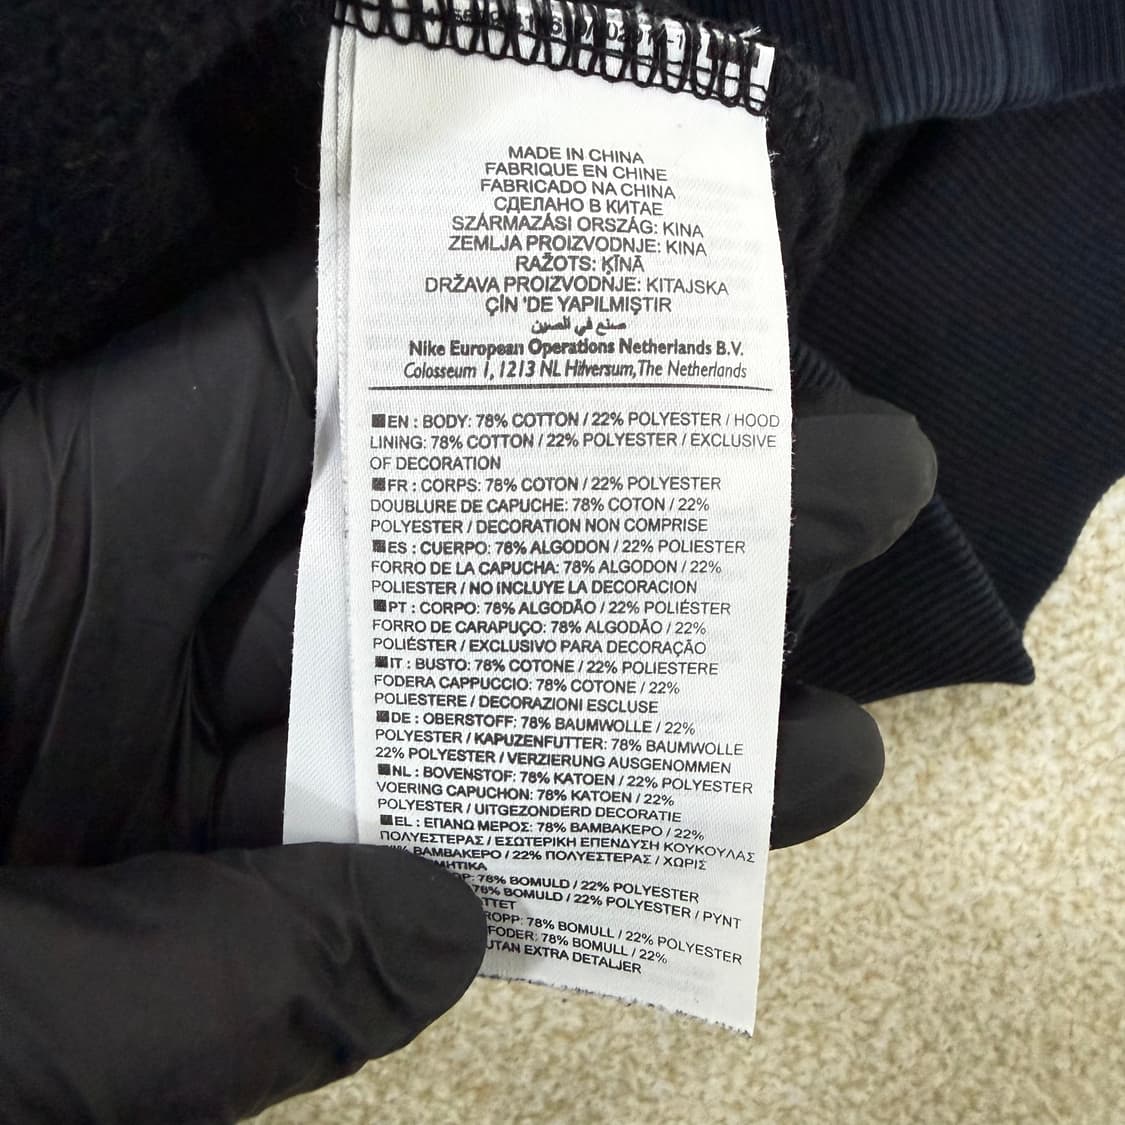 MADE IN CHINA
FABRIQUE EN CHINE
FABRICADO NA CHINA
СДЕЛАНО В КИТАЕ
SZÁRMAZÁSI ORSZÁG: KINA
ZEMLJA PROIZVODNJE: KINA
RAŽOTS: ĶĪNĀ
DRŽAVA PROIZVODNJE: KITAJSKA
ÇİN 'DE YAPILMIŞTIR
صنع في الصين
Nike European Operations Netherlands B.V.
Colosseum 1, 1213 NL Hilversum, The Netherlands
EN : BODY: 78% COTTON / 22% POLYESTER / HOOD
LINING: 78% COTTON / 22% POLYESTER / EXCLUSIVE
OF DECORATION
FR : CORPS: 78% COTON / 22% POLYESTER
DOUBLURE DE CAPUCHE: 78% COTON / 22%
POLYESTER / DECORATION NON COMPRISE
ES : CUERPO: 78% ALGODON / 22% POLIESTER
FORRO DE LA CAPUCHA: 78% ALGODON / 22%
POLIESTER / NO INCLUYE LA DECORACION
PT : CORPO: 78% ALGODÃO / 22% POLIÉSTER
FORRO DE CARAPUÇO: 78% ALGODÃO / 22%
POLIÉSTER / EXCLUSIVO PARA DECORAÇÃO
IT : BUSTO: 78% COTONE / 22% POLIESTERE
FODERA CAPPUCCIO: 78% COTONE / 22%
POLIESTERE / DECORAZIONI ESCLUSE
DE : OBERSTOFF: 78% BAUMWOLLE / 22%
POLYESTER / KAPUZENFUTTER: 78% BAUMWOLLE
22% POLYESTER / VERZIERUNG AUSGENOMMEN
NL : BOVENSTOF: 78% KATOEN / 22% POLYESTER
VOERING CAPUCHON: 78% KATOEN / 22%
POLYESTER / UITGEZONDERD DECORATIE
EL : ΕΠΑΝΩ ΜΕΡΟΣ: 78% ΒΑΜΒΑΚΕΡΟ / 22%
ΠΟΛΥΕΣΤΕΡΑΣ / ΕΣΩΤΕΡΙΚΗ ΕΠΕΝΔΥΣΗ ΚΟΥΚΟΥΛΑΣ
ΒΑΜΒΑΚΕΡΟ / 22% ΠΟΛΥΕΣΤΕΡΑΣ / ΧΩΡΙΣ
78% BOMULD / 22% POLYESTER
78% BOMULD / 22% POLYESTER / PYNT
78% BOMULL / 22% POLYESTER
FODER: 78% BOMULL / 22%
UTAN EXTRA DETALJER